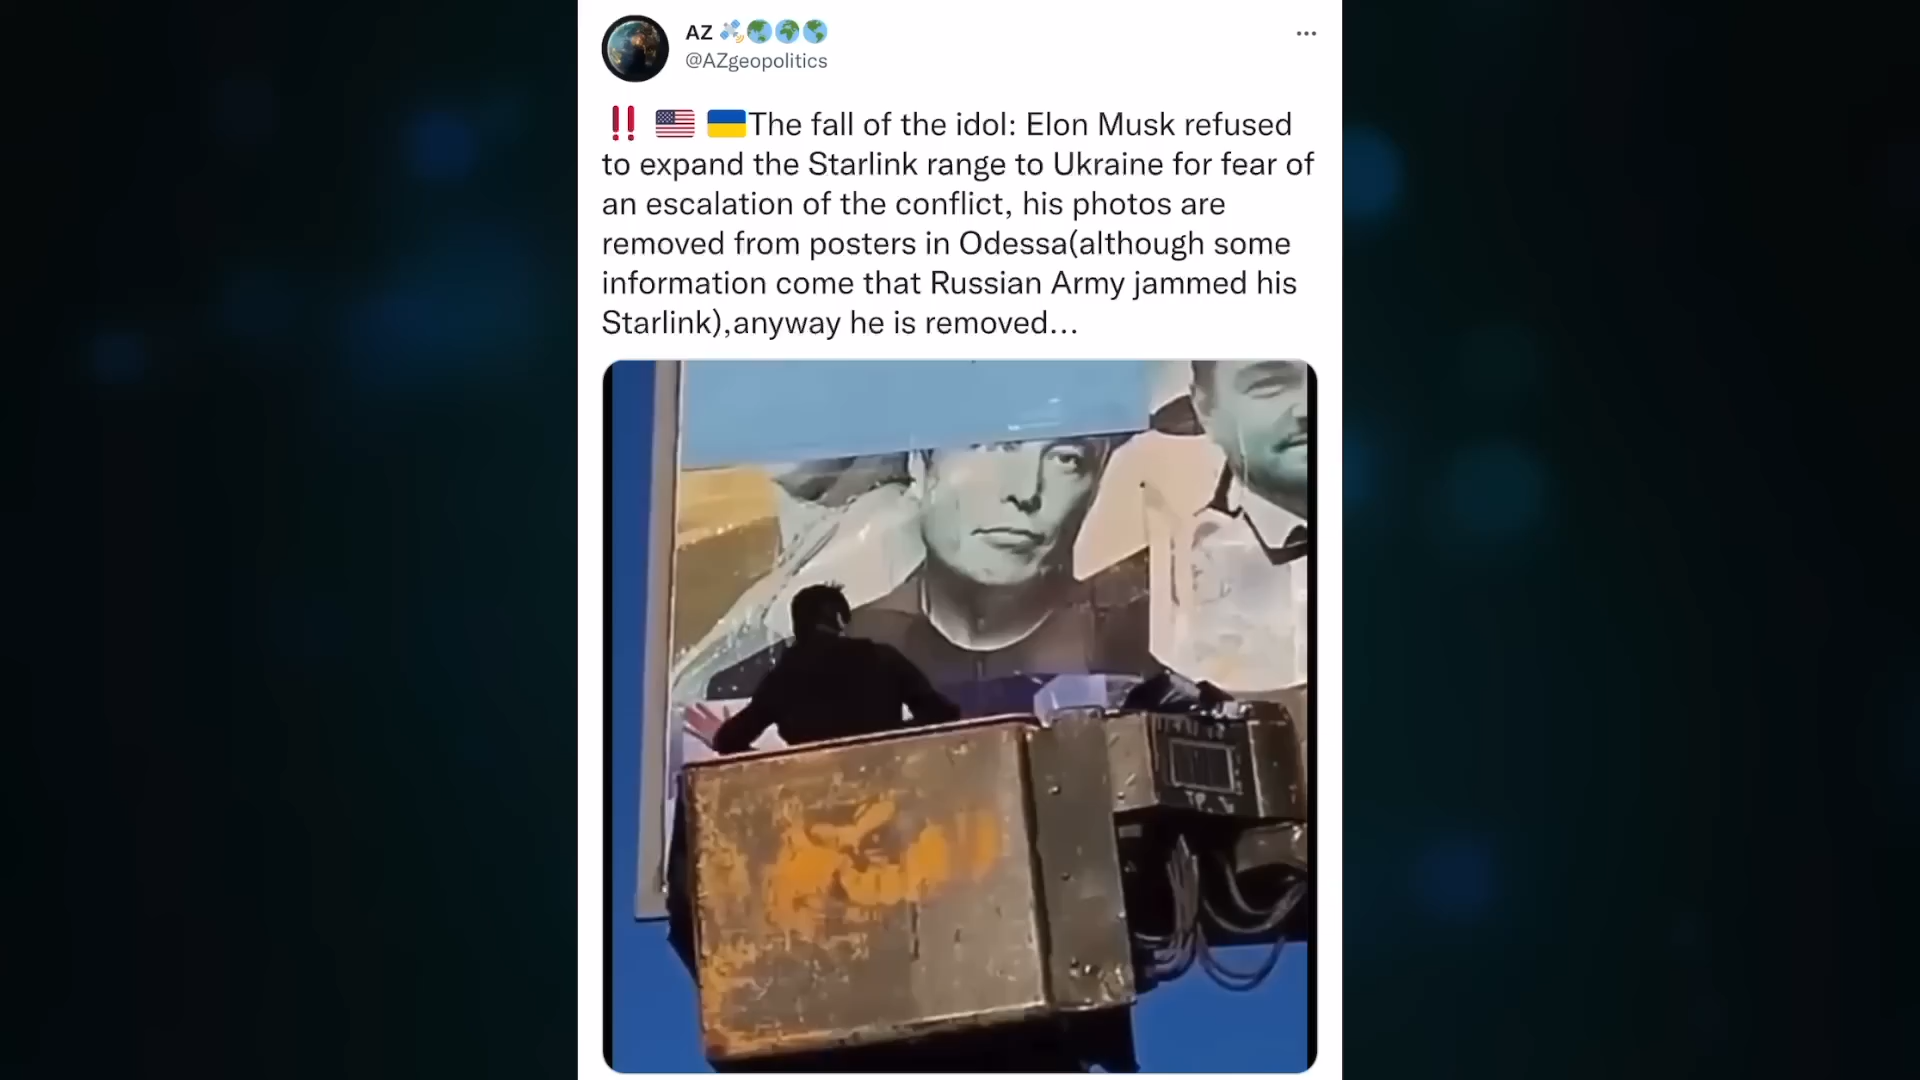 AZ 🛰️🌏🌍🌎
@AZgeopolitics
‼️ 🇺🇸 🇺🇦The fall of the idol: Elon Musk refused
to expand the Starlink range to Ukraine for fear of
an escalation of the conflict, his photos are
removed from posters in Odessa(although some
information come that Russian Army jammed his
Starlink),anyway he is removed...